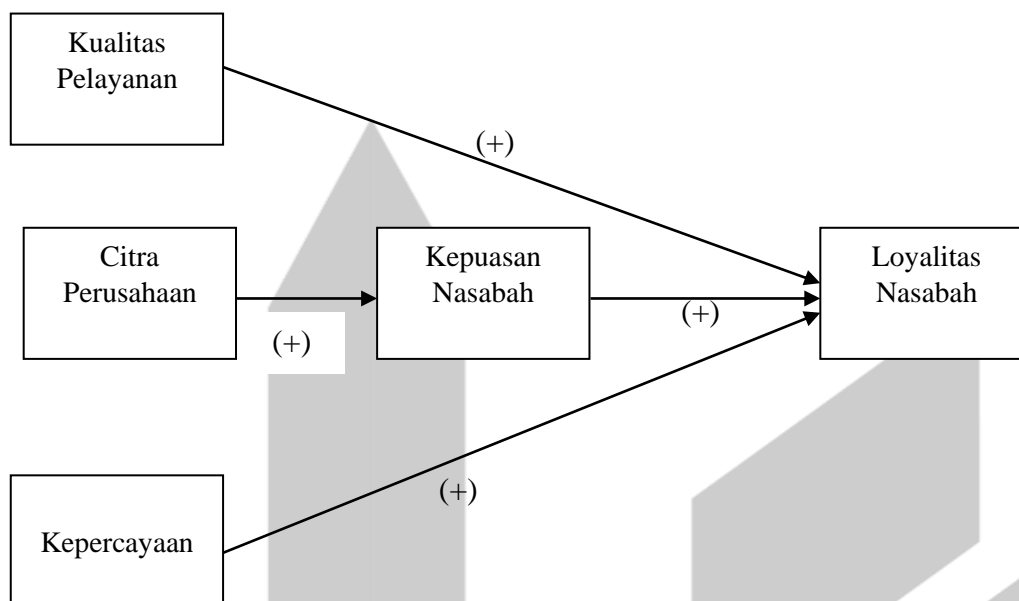 Kualitas
Pelayanan
(+)
Citra
Perusahaan
Kepuasan
Nasabah
Loyalitas
Nasabah
(+)
(+)
(+)
Kepercayaan